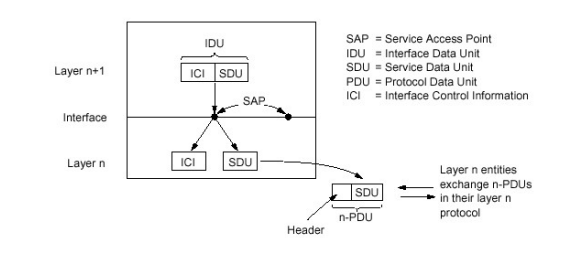 IDU
ICI SDU
SAP
Layer n+1
Interface
Layer n
ICI SDU
SAP = Service Access Point
IDU = Interface Data Unit
SDU = Service Data Unit
PDU = Protocol Data Unit
ICI = Interface Control Information
SDU
n-PDU
Header
Layer n entities
exchange n-PDUs
in their layer n
protocol